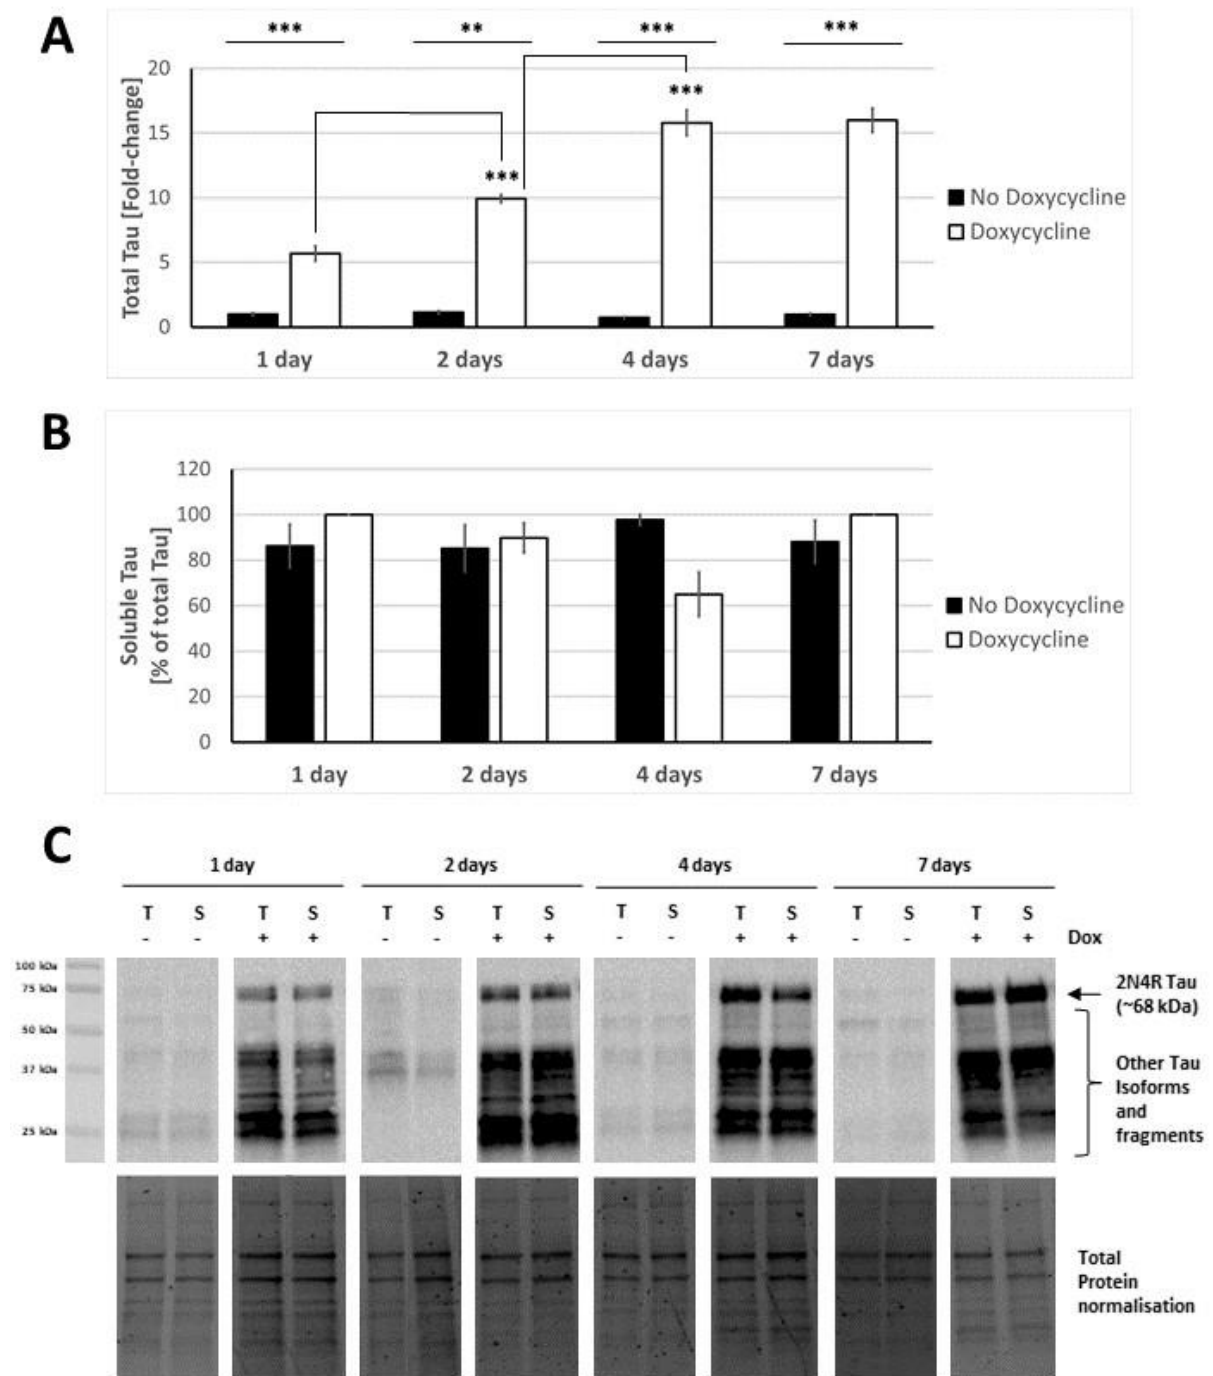 A
*** ** *** ***
20
***
15
***
10
5
0
Total Tau [Fold-change]
No Doxycycline
Doxycycline
1 day 2 days 4 days 7 days
B
120
100
80
60
40
20
0
Soluble Tau
[% of total Tau]
No Doxycycline
Doxycycline
1 day 2 days 4 days 7 days
C
1 day 2 days 4 days 7 days
T S T S T S T S T S T S T S T S
- - + + - - + + - - + + - - + + Dox
100 kDa
75 kDa
50 kDa
37 kDa
25 kDa
2N4R Tau
(~68 kDa)
Other Tau
Isoforms
and
fragments
Total
Protein
normalisation